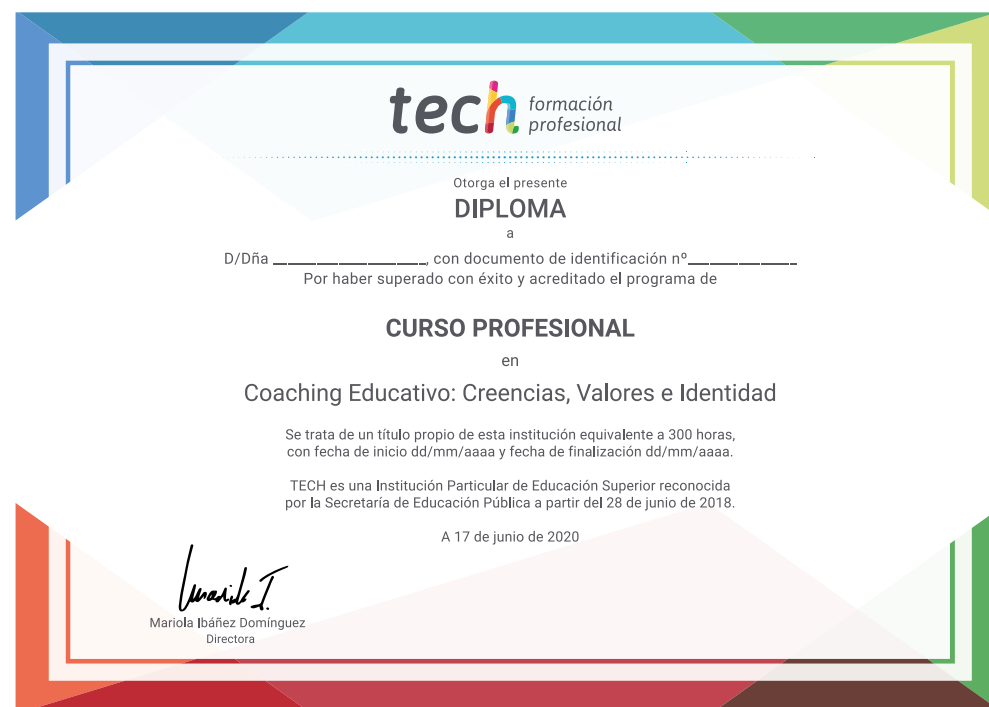 tech formación
profesional
Otorga el presente
DIPLOMA
a
D/Dña ____________________, con documento de identificación nº______________
Por haber superado con éxito y acreditado el programa de
CURSO PROFESIONAL
en
Coaching Educativo: Creencias, Valores e Identidad
Se trata de un título propio de esta institución equivalente a 300 horas,
con fecha de inicio dd/mm/aaaa y fecha de finalización dd/mm/aaaa.
TECH es una Institución Particular de Educación Superior reconocida
por la Secretaría de Educación Pública a partir del 28 de junio de 2018.
A 17 de junio de 2020
Mariola Ibáñez Domínguez
Directora